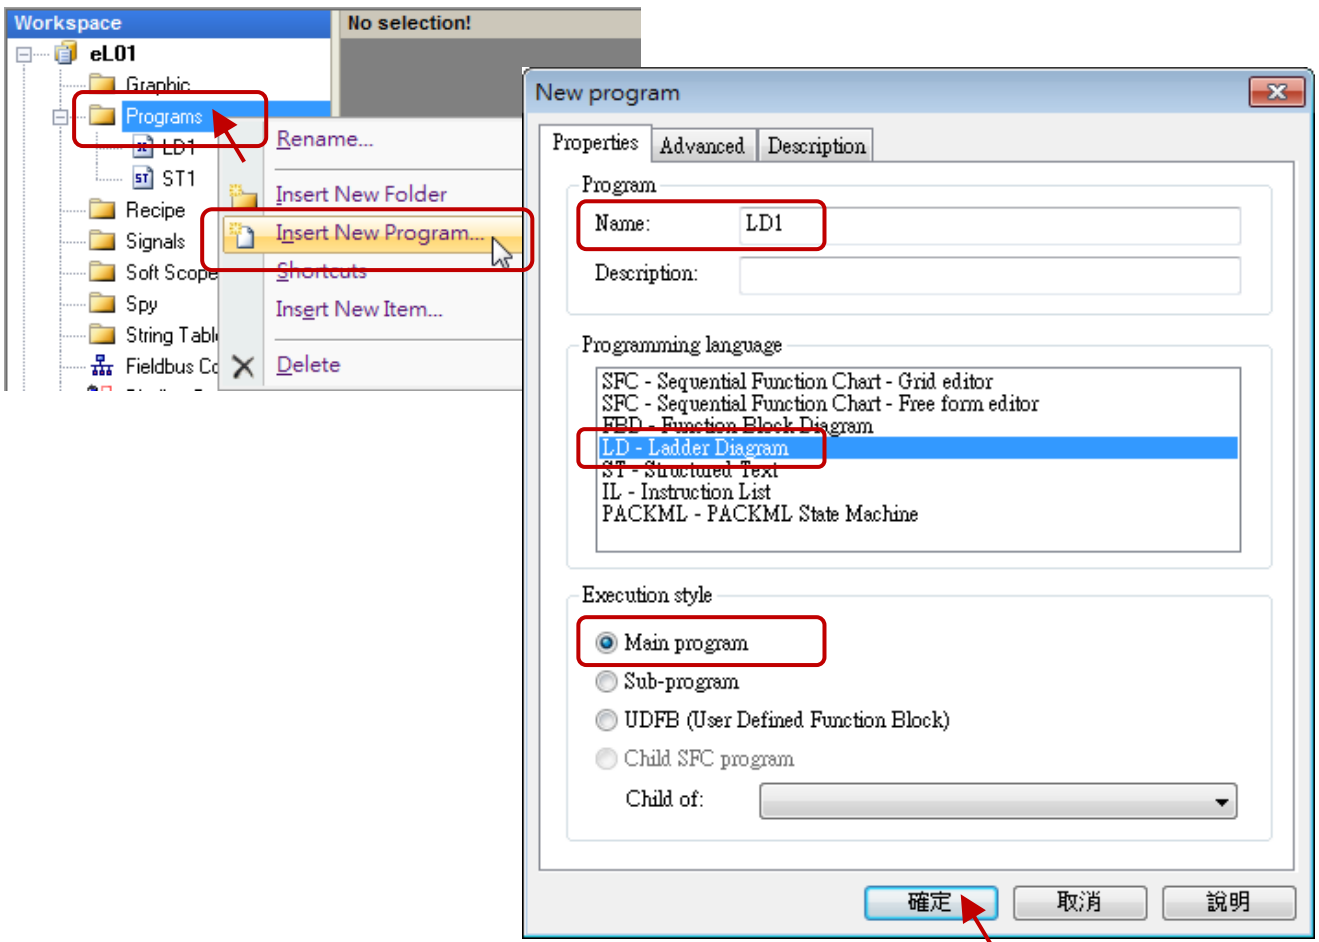 Workspace
No selection!
eL01
Graphic
Programs
LD1
ST1
Recipe
Signals
Soft Scope
Spy
String Tabl
Fieldbus Co
Rename...
Insert New Folder
Insert New Program...
Shortcuts
Insert New Item...
Delete
New program
Properties
Advanced
Description
Program
Name:
LD1
Description:
Programming language
SFC - Sequential Function Chart - Grid editor
SFC - Sequential Function Chart - Free form editor
FBD - Function Block Diagram
LD - Ladder Diagram
ST - Structured Text
IL - Instruction List
PACKML - PACKML State Machine
Execution style
Main program
Sub-program
UDFB (User Defined Function Block)
Child SFC program
Child of:
確定
取消
說明